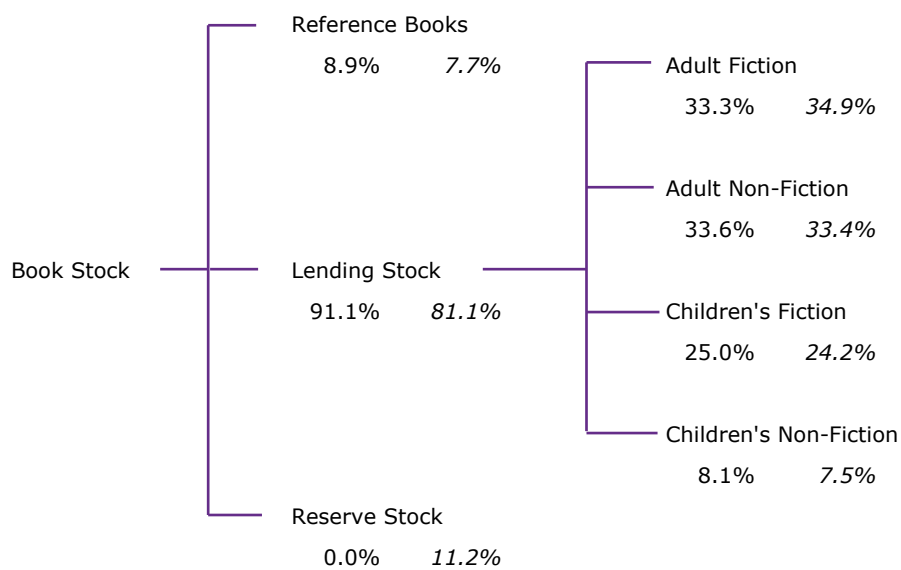 Reference Books
8.9% 7.7%
Adult Fiction
33.3% 34.9%
Adult Non-Fiction
33.6% 33.4%
Book Stock
Lending Stock
91.1% 81.1%
Children's Fiction
25.0% 24.2%
Children's Non-Fiction
8.1% 7.5%
Reserve Stock
0.0% 11.2%